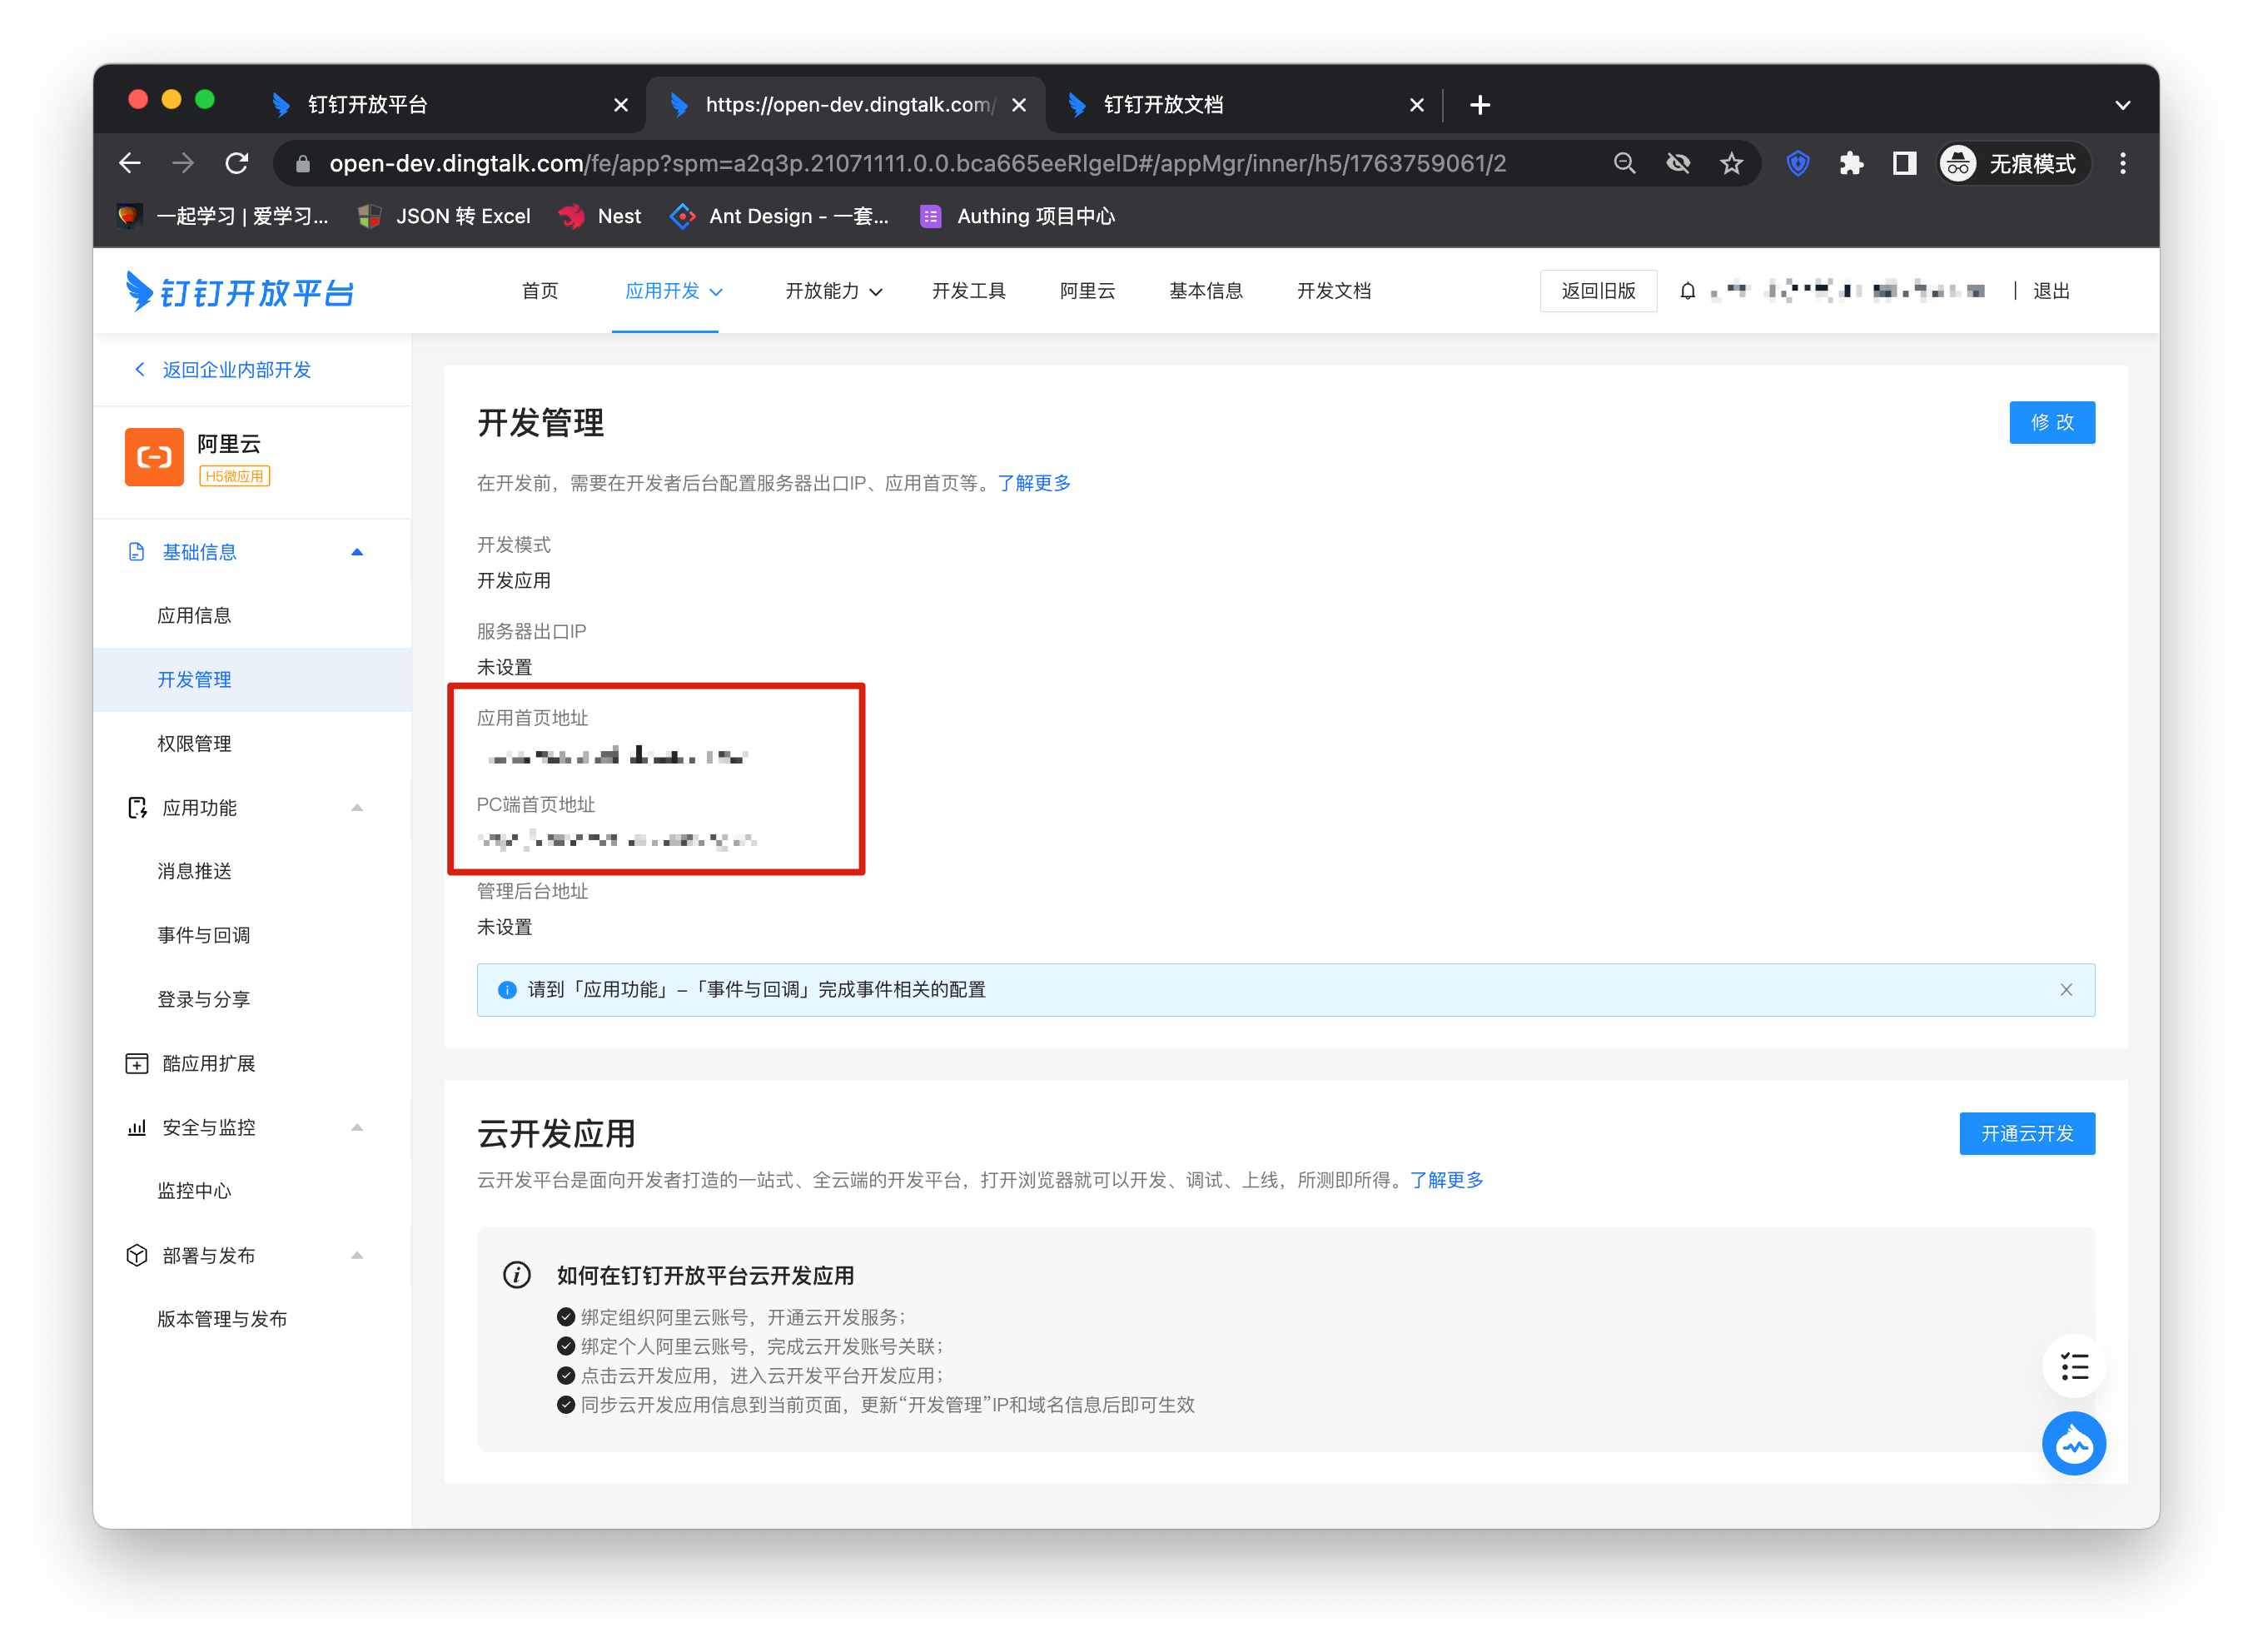 钉钉开放平台
https://open-dev.dingtalk.com/
钉钉开放文档
open-dev.dingtalk.com/fe/app?spm=a2q3p.21071111.0.0.bca665eeRlgelD#/appMgr/inner/h5/1763759061/2
无痕模式
一起学习 | 爱学习...
JSON 转 Excel
Nest
Ant Design - 一套...
Authing 项目中心
钉钉开放平台
首页
应用开发
开放能力
开发工具
阿里云
基本信息
开发文档
返回旧版
退出
返回企业内部开发
阿里云
H5微应用
基础信息
应用信息
开发管理
权限管理
应用功能
消息推送
事件与回调
登录与分享
酷应用扩展
安全与监控
监控中心
部署与发布
版本管理与发布
开发管理
修 改
在开发前，需要在开发者后台配置服务器出口IP、应用首页等。了解更多
开发模式
开发应用
服务器出口IP
未设置
应用首页地址
PC端首页地址
管理后台地址
未设置
请到「应用功能」–「事件与回调」完成事件相关的配置
云开发应用
开通云开发
云开发平台是面向开发者打造的一站式、全云端的开发平台，打开浏览器就可以开发、调试、上线，所测即所得。了解更多
如何在钉钉开放平台云开发应用
绑定组织阿里云账号，开通云开发服务；
绑定个人阿里云账号，完成云开发账号关联；
点击云开发应用，进入云开发平台开发应用；
同步云开发应用信息到当前页面，更新“开发管理”IP和域名信息后即可生效